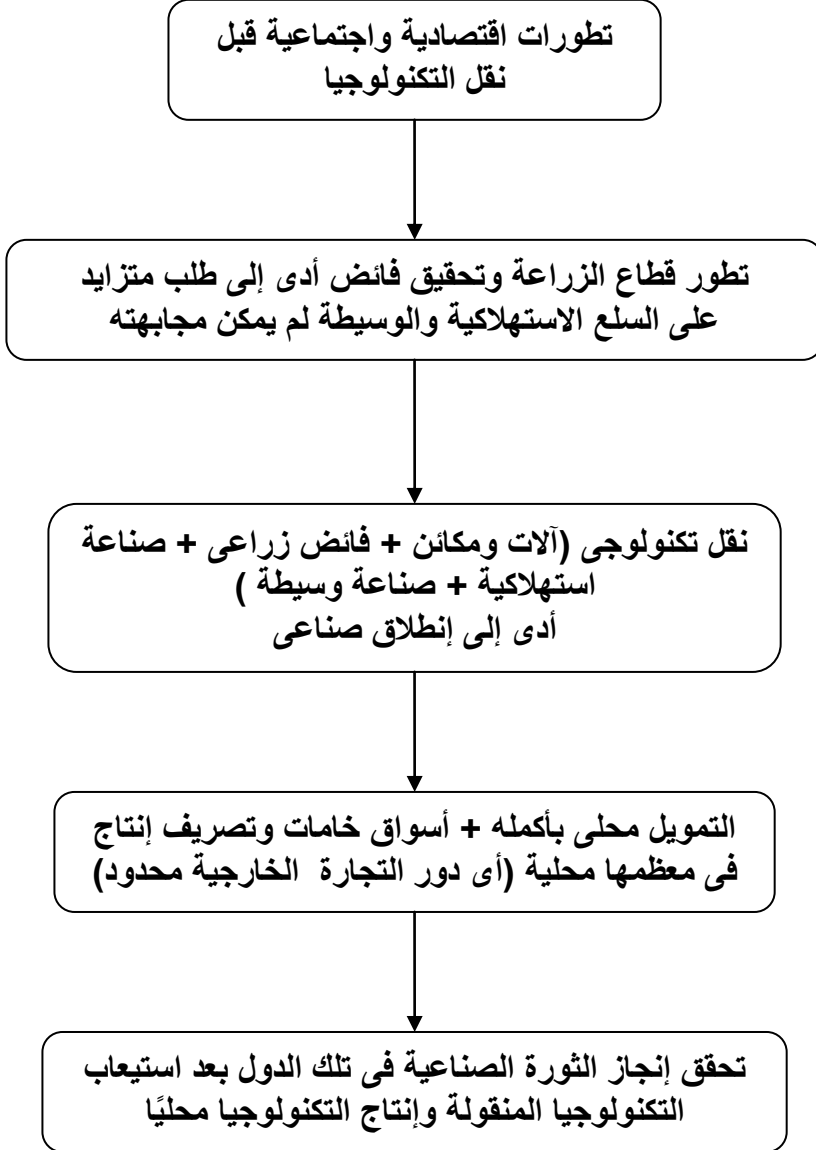 تطورات اقتصادية واجتماعية قبل
نقل التكنولوجيا
تطور قطاع الزراعة وتحقيق فائض أدى إلى طلب متزايد
على السلع الاستهلاكية والوسيطة لم يمكن مجابهته
نقل تكنولوجى (آلات ومكائن + فائض زراعى + صناعة
استهلاكية + صناعة وسيطة )
أدى إلى إنطلاق صناعى
التمويل محلى بأكمله + أسواق خامات وتصريف إنتاج
فى معظمها محلية (أى دور التجارة الخارجية محدود)
تحقق إنجاز الثورة الصناعية فى تلك الدول بعد استيعاب
التكنولوجيا المنقولة وإنتاج التكنولوجيا محليًا